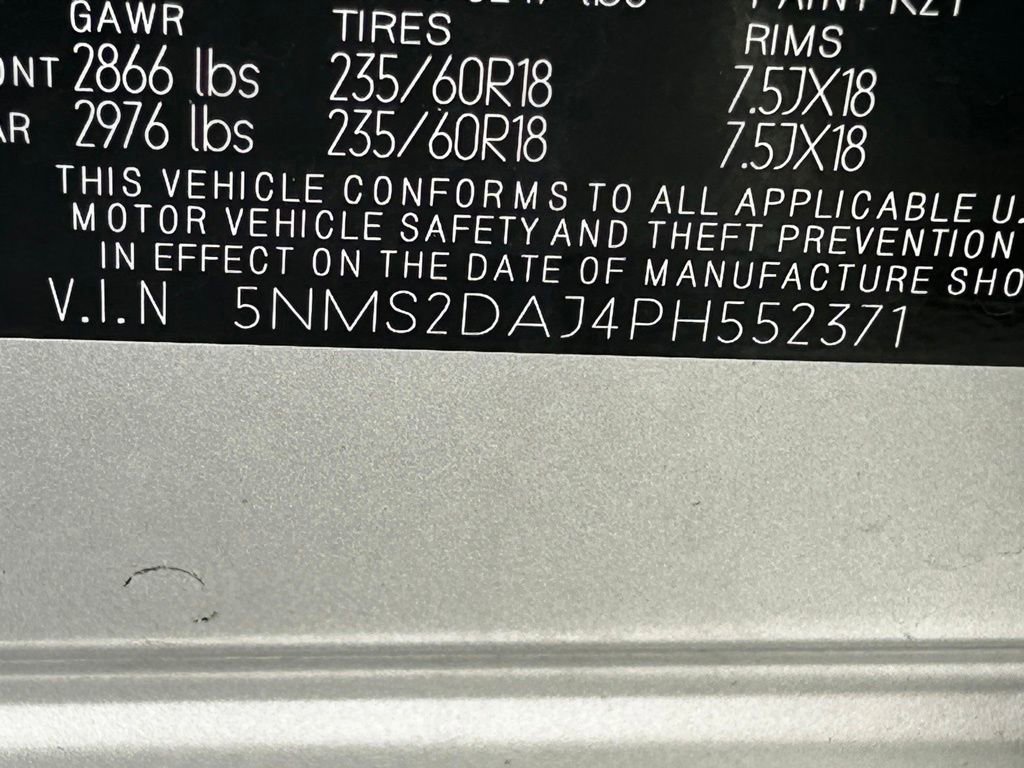 GAWR TIRES RIMS
2866 lbs 235/60R18 7.5JX18
2976 lbs 235/60R18 7.5JX18
THIS VEHICLE CONFORMS TO ALL APPLICABLE U.
MOTOR VEHICLE SAFETY AND THEFT PREVENTION
IN EFFECT ON THE DATE OF MANUFACTURE SHO
V.I.N 5NMS2DAJ4PH552371